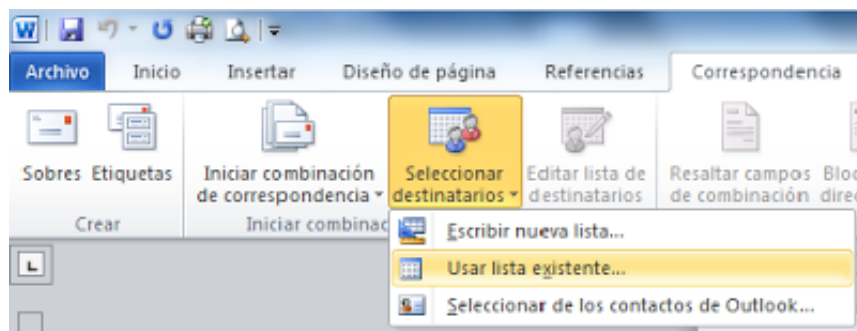 W
Archivo Inicio Insertar Diseño de página Referencias Correspondencia
Sobres Etiquetas Iniciar combinación Seleccionar Editar lista de Resaltar campos Bloq
de correspondencia destinatarios destinatarios de combinación direc
Crear Iniciar combinac
L
Escribir nueva lista...
Usar lista existente...
Seleccionar de los contactos de Outlook...